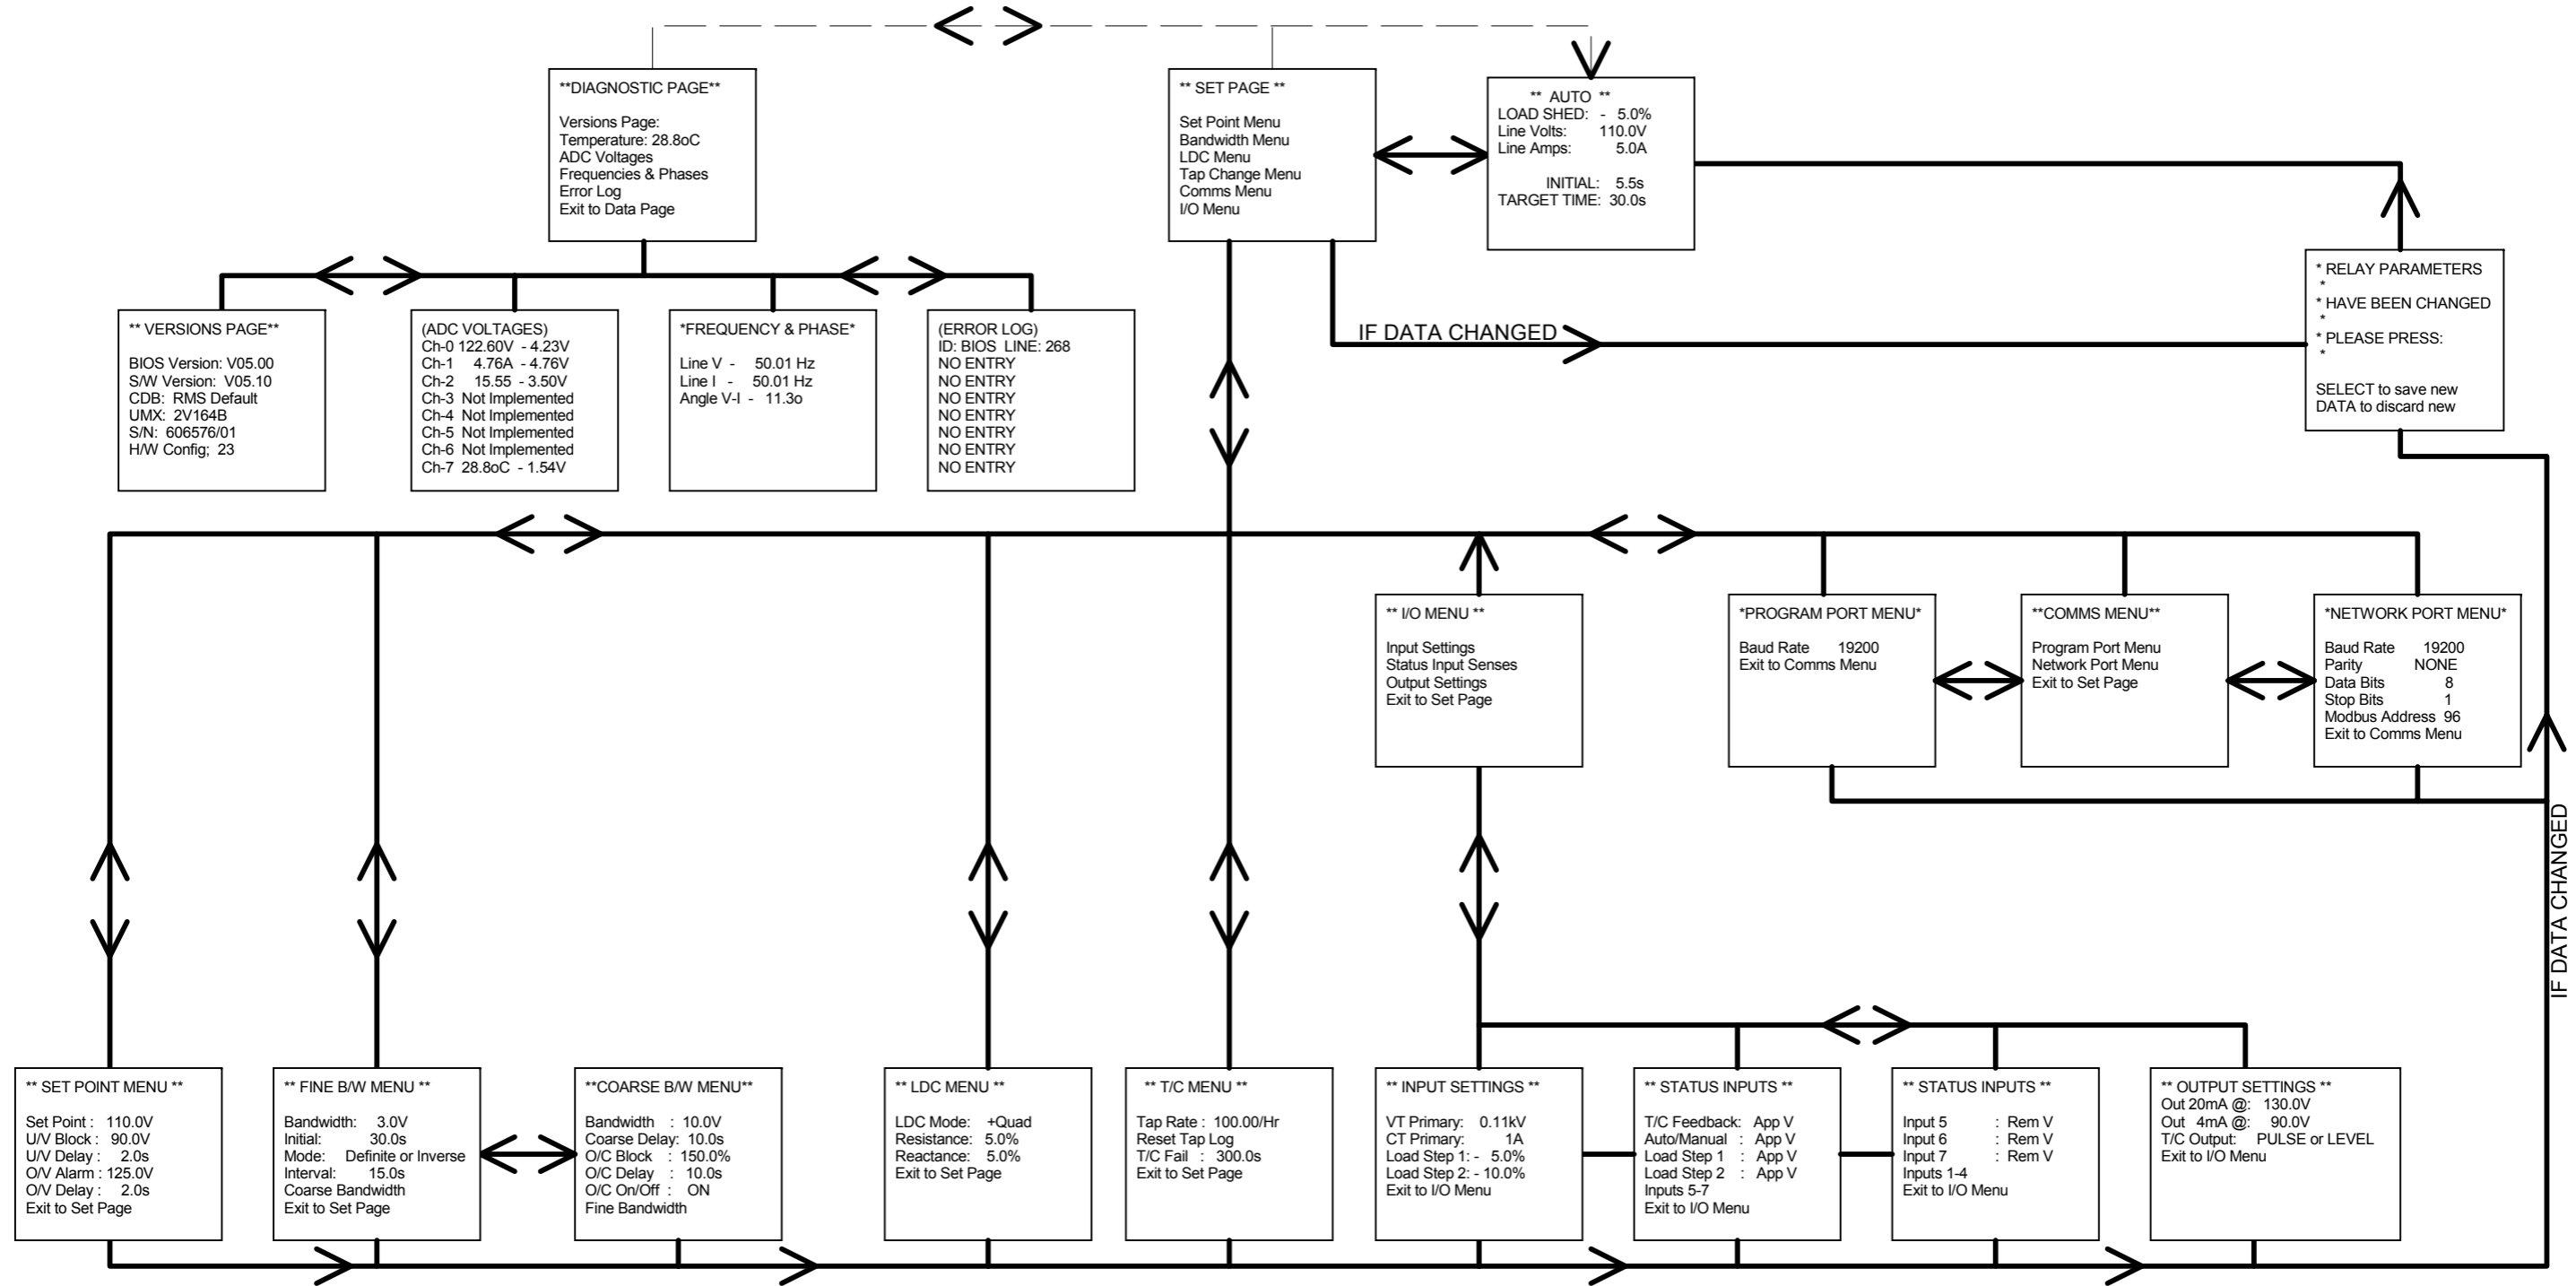 **DIAGNOSTIC PAGE**
Versions Page:
Temperature: 28.8oC
ADC Voltages
Frequencies & Phases
Error Log
Exit to Data Page
** SET PAGE **
Set Point Menu
Bandwidth Menu
LDC Menu
Tap Change Menu
Comms Menu
I/O Menu
** AUTO **
LOAD SHED: - 5.0%
Line Volts: 110.0V
Line Amps: 5.0A
INITIAL: 5.5s
TARGET TIME: 30.0s
* RELAY PARAMETERS
*
* HAVE BEEN CHANGED
*
* PLEASE PRESS:
*
SELECT to save new
DATA to discard new
IF DATA CHANGED
** VERSIONS PAGE**
BIOS Version: V05.00
S/W Version: V05.10
CDB: RMS Default
UMX: 2V164B
S/N: 606576/01
H/W Config; 23
(ADC VOLTAGES)
Ch-0 122.60V - 4.23V
Ch-1 4.76A - 4.76V
Ch-2 15.55 - 3.50V
Ch-3 Not Implemented
Ch-4 Not Implemented
Ch-5 Not Implemented
Ch-6 Not Implemented
Ch-7 28.8oC - 1.54V
*FREQUENCY & PHASE*
Line V - 50.01 Hz
Line I - 50.01 Hz
Angle V-I - 11.3o
(ERROR LOG)
ID: BIOS LINE: 268
NO ENTRY
NO ENTRY
NO ENTRY
NO ENTRY
NO ENTRY
NO ENTRY
NO ENTRY
** I/O MENU **
Input Settings
Status Input Senses
Output Settings
Exit to Set Page
*PROGRAM PORT MENU*
Baud Rate 19200
Exit to Comms Menu
**COMMS MENU**
Program Port Menu
Network Port Menu
Exit to Set Page
*NETWORK PORT MENU*
Baud Rate 19200
Parity NONE
Data Bits 8
Stop Bits 1
Modbus Address 96
Exit to Comms Menu
IF DATA CHANGED
** SET POINT MENU **
Set Point : 110.0V
U/V Block : 90.0V
U/V Delay : 2.0s
O/V Alarm : 125.0V
O/V Delay : 2.0s
Exit to Set Page
** FINE B/W MENU **
Bandwidth: 3.0V
Initial: 30.0s
Mode: Definite or Inverse
Interval: 15.0s
Coarse Bandwidth
Exit to Set Page
**COARSE B/W MENU**
Bandwidth : 10.0V
Coarse Delay: 10.0s
O/C Block : 150.0%
O/C Delay : 10.0s
O/C On/Off : ON
Fine Bandwidth
** LDC MENU **
LDC Mode: +Quad
Resistance: 5.0%
Reactance: 5.0%
Exit to Set Page
** T/C MENU **
Tap Rate : 100.00/Hr
Reset Tap Log
T/C Fail : 300.0s
Exit to Set Page
** INPUT SETTINGS **
VT Primary: 0.11kV
CT Primary: 1A
Load Step 1: - 5.0%
Load Step 2: - 10.0%
Exit to I/O Menu
** STATUS INPUTS **
T/C Feedback: App V
Auto/Manual : App V
Load Step 1 : App V
Load Step 2 : App V
Inputs 5-7
Exit to I/O Menu
** STATUS INPUTS **
Input 5 : Rem V
Input 6 : Rem V
Input 7 : Rem V
Inputs 1-4
Exit to I/O Menu
** OUTPUT SETTINGS **
Out 20mA @: 130.0V
Out 4mA @: 90.0V
T/C Output: PULSE or LEVEL
Exit to I/O Menu